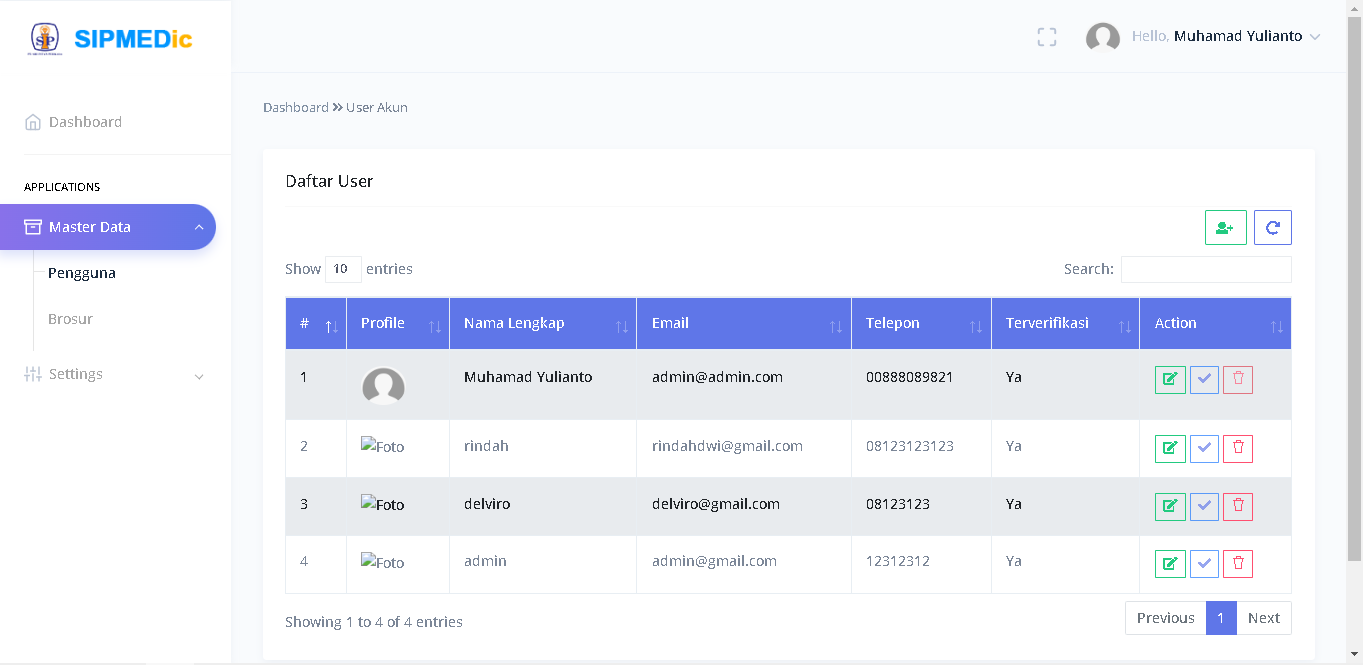 SIP SIPMEDic
Hello, Muhamad Yulianto
Dashboard
APPLICATIONS
Master Data
Pengguna
Brosur
Settings
Dashboard » User Akun
Daftar User
Show 10 entries Search:
# Profile Nama Lengkap Email Telepon Terverifikasi Action
1 Muhamad Yulianto admin@admin.com 00888089821 Ya
2 Foto rindah rindahdwi@gmail.com 08123123123 Ya
3 Foto delviro delviro@gmail.com 08123123 Ya
4 Foto admin admin@gmail.com 12312312 Ya
Showing 1 to 4 of 4 entries
Previous 1 Next